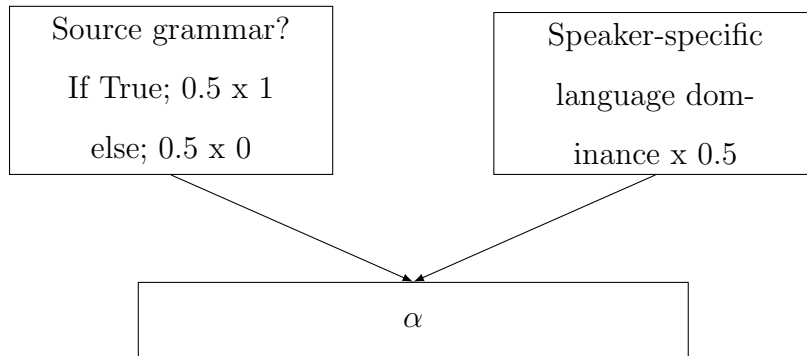 Source grammar?
If True; 0.5 x 1
else; 0.5 x 0
Speaker-specific
language dom-
inance x 0.5
α